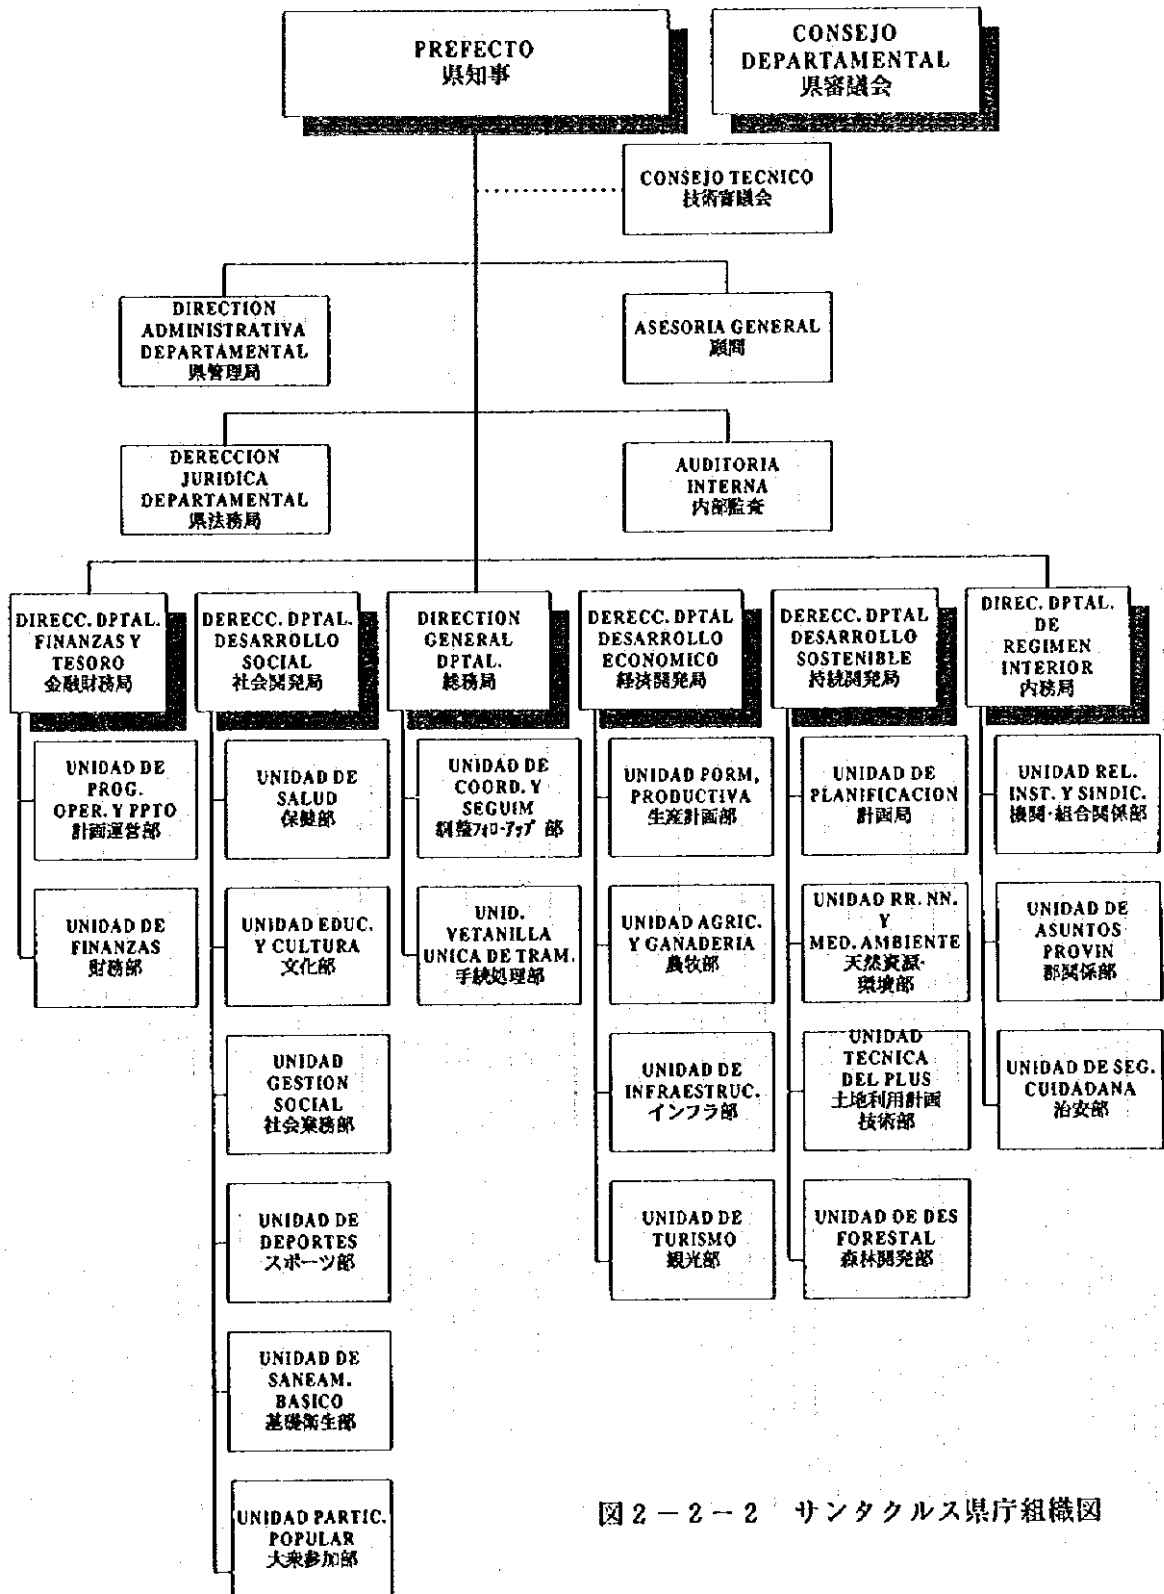 PREFECTO
県知事
CONSEJO
DEPARTAMENTAL
県審議会
CONSEJO TECNICO
技術審議会
DIRECTION
ADMINISTRATIVA
DEPARTAMENTAL
県管理局
ASESORIA GENERAL
顧問
DERECCION
JURIDICA
DEPARTAMENTAL
県法務局
AUDITORIA
INTERNA
内部監査
DIRECC. DPTAL.
FINANZAS Y
TESORO
金融財務局
DERECC. DPTAL.
DESARROLLO
SOCIAL
社会開発局
DIRECTION
GENERAL
DPTAL.
総務局
DERECC. DPTAL
DESARROLLO
ECONOMICO
経済開発局
DERECC. DPTAL
DESARROLLO
SOSTENIBLE
持続開発局
DIREC. DPTAL.
DE
REGIMEN
INTERIOR
内務局
UNIDAD DE
PROG.
OPER. Y PPTO
計画運営部
UNIDAD DE
SALUD
保健部
UNIDAD DE
COORD. Y
SEGUIM
調整フォローアップ 部
UNIDAD PORM,
PRODUCTIVA
生産計画部
UNIDAD DE
PLANIFICACION
計画局
UNIDAD REL.
INST. Y SINDIC.
機関・組合関係部
UNIDAD DE
FINANZAS
財務部
UNIDAD EDUC.
Y CULTURA
文化部
UNID.
VETANILLA
UNICA DE TRAM.
手続処理部
UNIDAD AGRIC.
Y GANADERIA
農牧部
UNIDAD RR. NN.
Y
MED. AMBIENTE
天然資源・
環境部
UNIDAD DE
ASUNTOS
PROVIN
郡関係部
UNIDAD
GESTION
SOCIAL
社会業務部
UNIDAD DE
INFRAESTRUC.
インフラ部
UNIDAD
TECNICA
DEL PLUS
土地利用計画
技術部
UNIDAD DE SEG.
CUIDADANA
治安部
UNIDAD DE
DEPORTES
スポーツ部
UNIDAD DE
TURISMO
観光部
UNIDAD OE DES
FORESTAL
森林開発部
UNIDAD DE
SANEAM.
BASICO
基礎衛生部
UNIDAD PARTIC.
POPULAR
大衆参加部
図2－2－2 サンタクルス県庁組織図